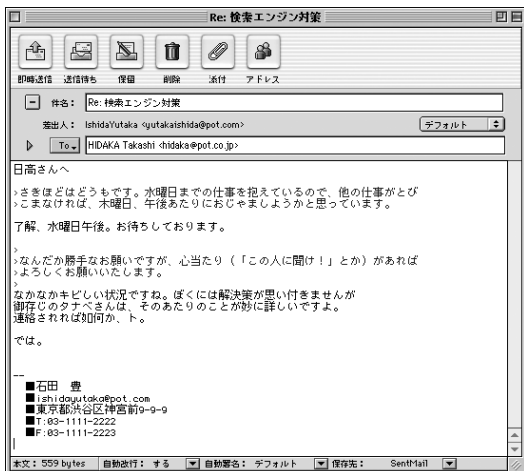 Re: 検索エンジン対策
即時送信 送信待ち 保留 削除 添付 アドレス
件名： Re: 検索エンジン対策
差出人： IshidaYutaka <yutakaishida@pot.com> デフォルト
To HIDAKA Takashi <hidaka@pot.co.jp>
日高さんへ
>さきほどはどうもです。水曜日までの仕事を抱えているので、他の仕事がとび
>こまなければ、木曜日、午後あたりにおじゃましようかと思っています。
了解、水曜日午後。お待ちしております。
>
>なんだか勝手なお願いですが、心当たり（「この人に聞け！」とか）があれば
>よろしくお願いいたします。
>
なかなかキビしい状況ですね。ぼくには解決策が思い付きませんが
御存じのタナベさんは、そのあたりのことが妙に詳しいですよ。
連絡されれば如何か、ト。
では。
--
■石田　豊
■ishidayutaka@pot.com
■東京都渋谷区神宮前9-9-9
■T:03-1111-2222
■F:03-1111-2223
本文： 559 bytes 自動改行： する 自動署名： デフォルト 保存先： SentMail